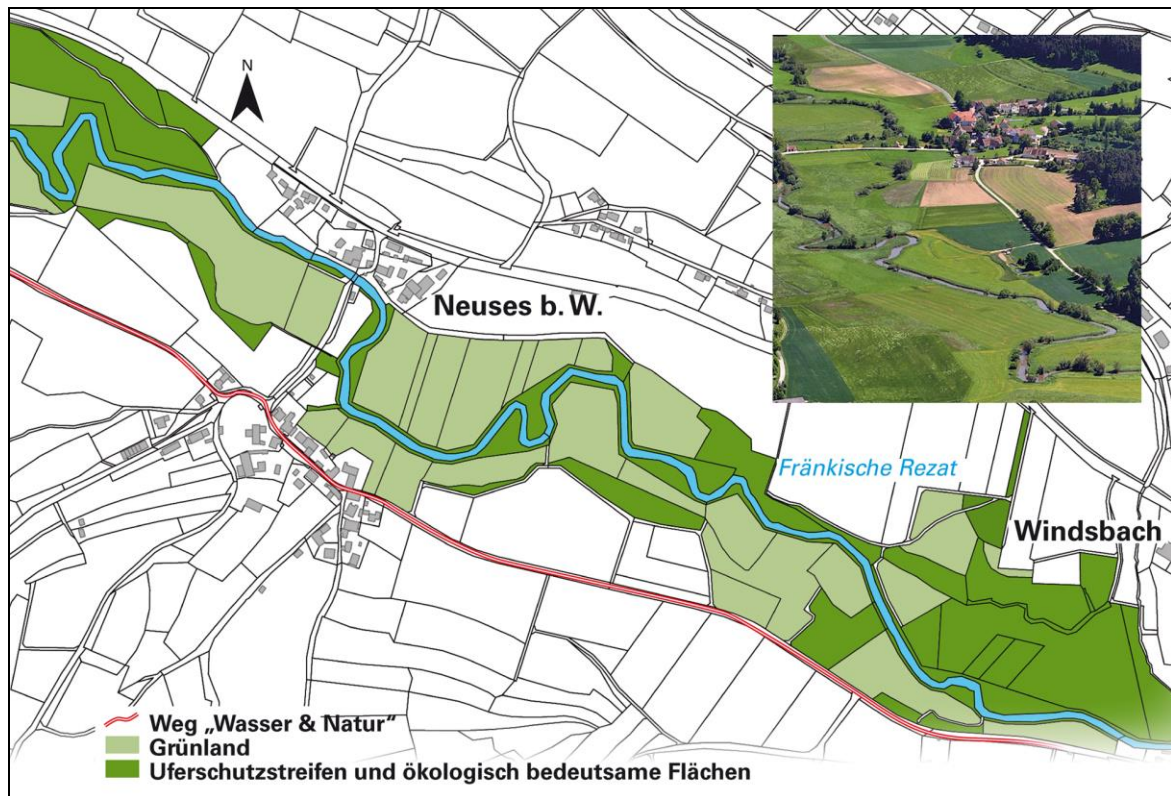 N
Neuses b. W.
Fränkische Rezat
Windsbach
Weg „Wasser & Natur“
Grünland
Uferschutzstreifen und ökologisch bedeutsame Flächen